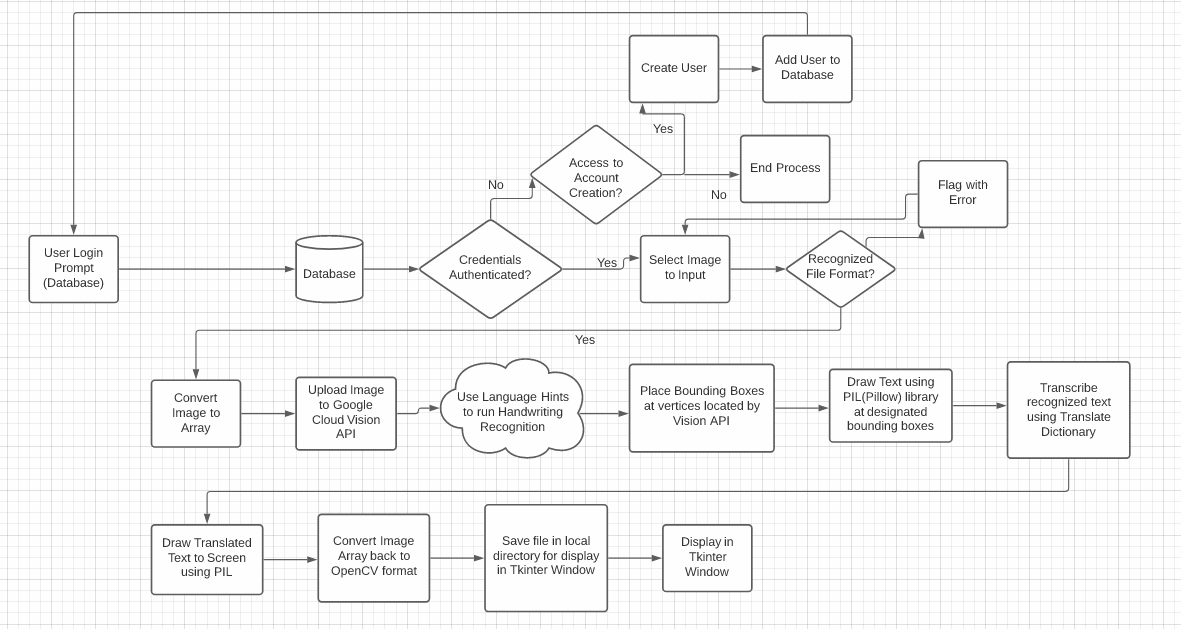 Create User
Add User to
Database
Yes
Access to
Account
Creation?
End Process
No
No
Flag with
Error
User Login
Prompt
(Database)
Database
Credentials
Authenticated?
Yes
Select Image
to Input
Recognized
File Format?
Yes
Convert
Image to
Array
Upload Image
to Google
Cloud Vision
API
Use Language Hints
to run Handwriting
Recognition
Place Bounding Boxes
at vertices located by
Vision API
Draw Text using
PIL(Pillow) library
at designated
bounding boxes
Transcribe
recognized text
using Translate
Dictionary
Draw Translated
Text to Screen
using PIL
Convert Image
Array back to
OpenCV format
Save file in local
directory for display
in Tkinter Window
Display in
Tkinter
Window